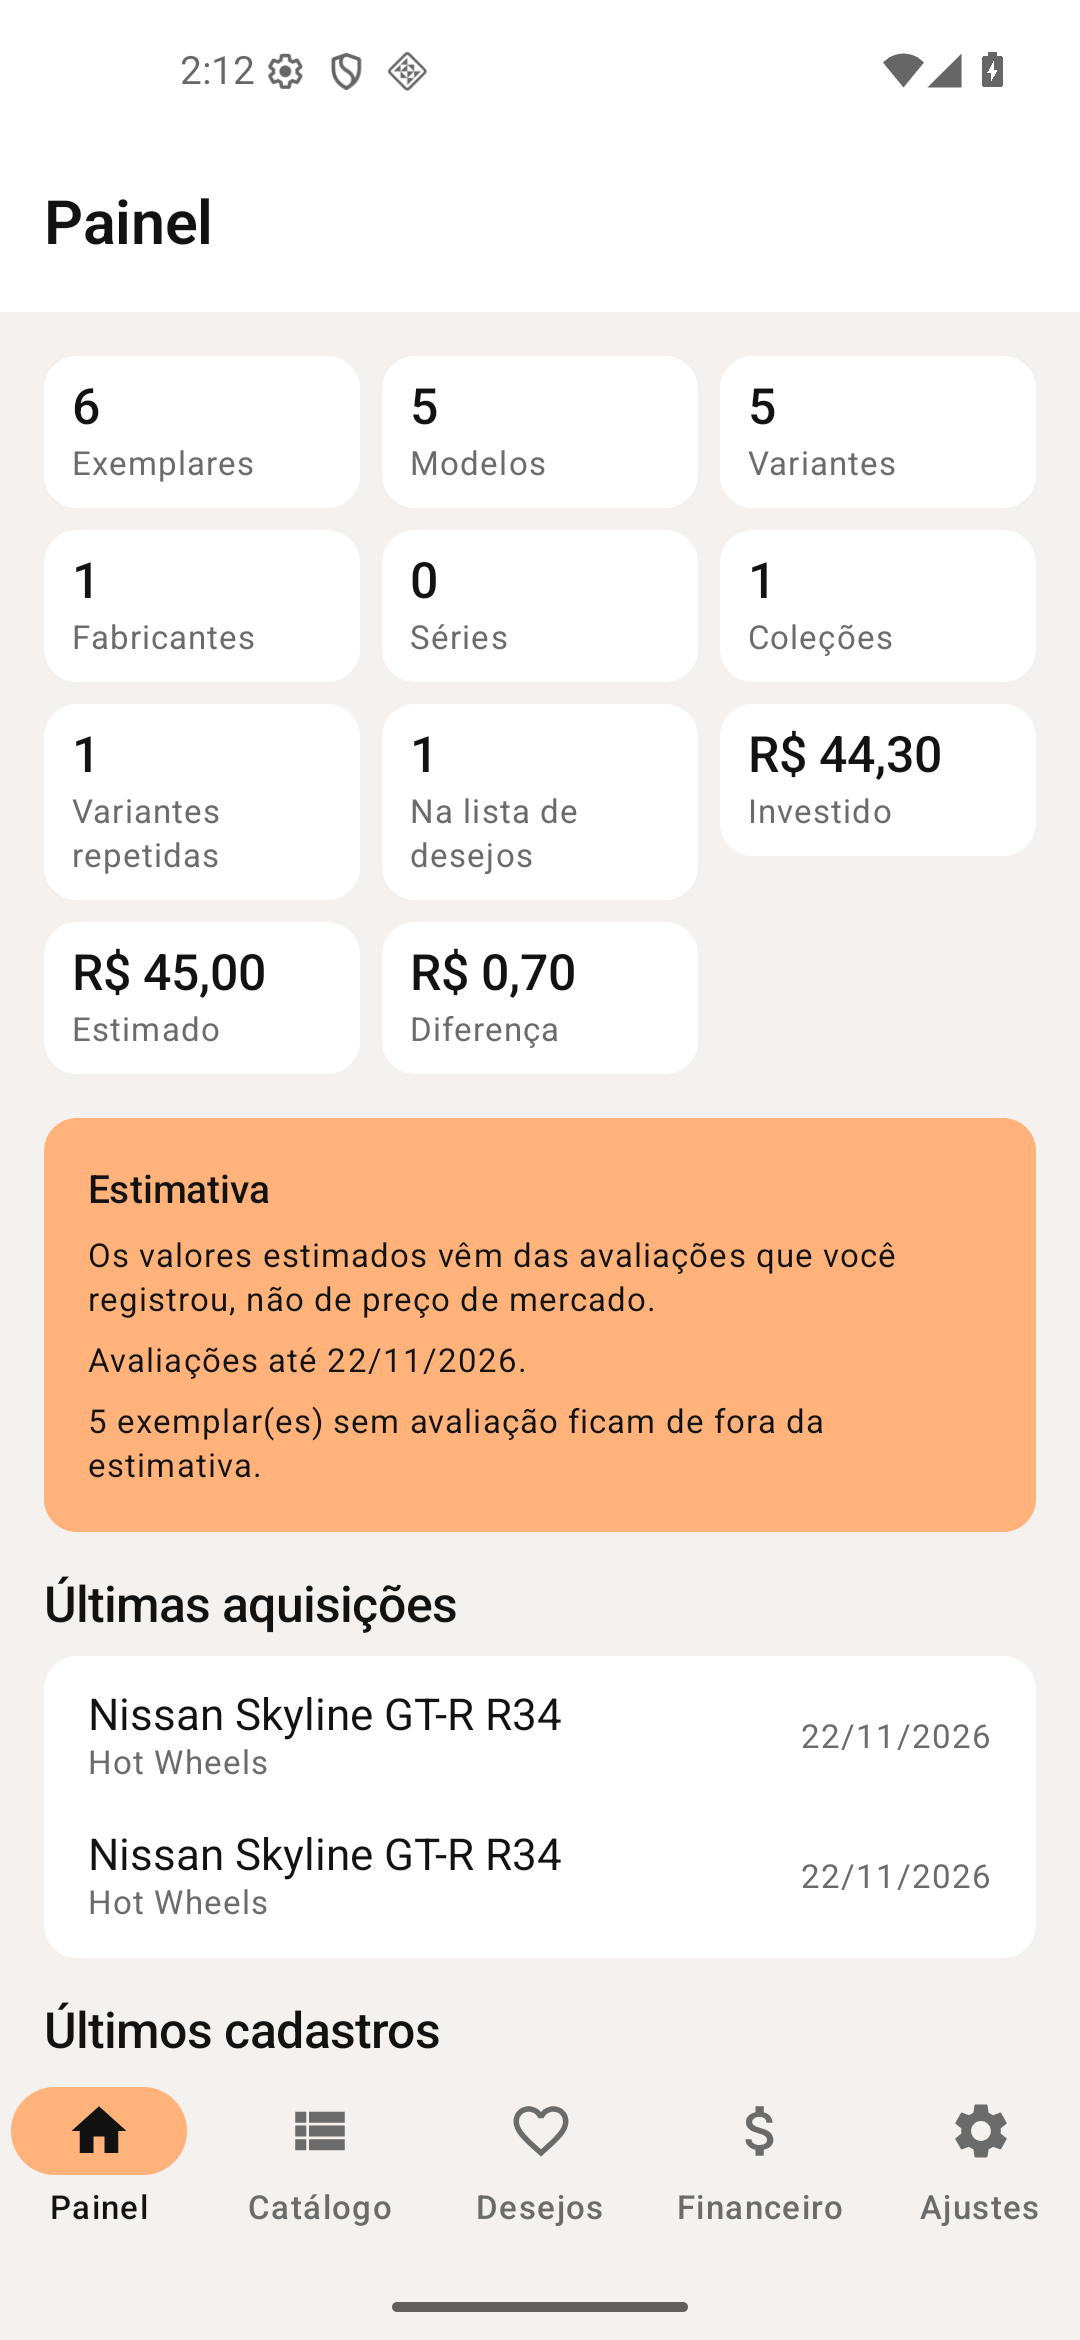 2:12
Painel
6
Exemplares
5
Modelos
5
Variantes
1
Fabricantes
0
Séries
1
Coleções
1
Variantes
repetidas
1
Na lista de
desejos
R$ 44,30
Investido
R$ 45,00
Estimado
R$ 0,70
Diferença
Estimativa
Os valores estimados vêm das avaliações que você
registrou, não de preço de mercado.
Avaliações até 22/11/2026.
5 exemplar(es) sem avaliação ficam de fora da
estimativa.
Últimas aquisições
Nissan Skyline GT-R R34
Hot Wheels
22/11/2026
Nissan Skyline GT-R R34
Hot Wheels
22/11/2026
Últimos cadastros
Painel
Catálogo
Desejos
Financeiro
Ajustes